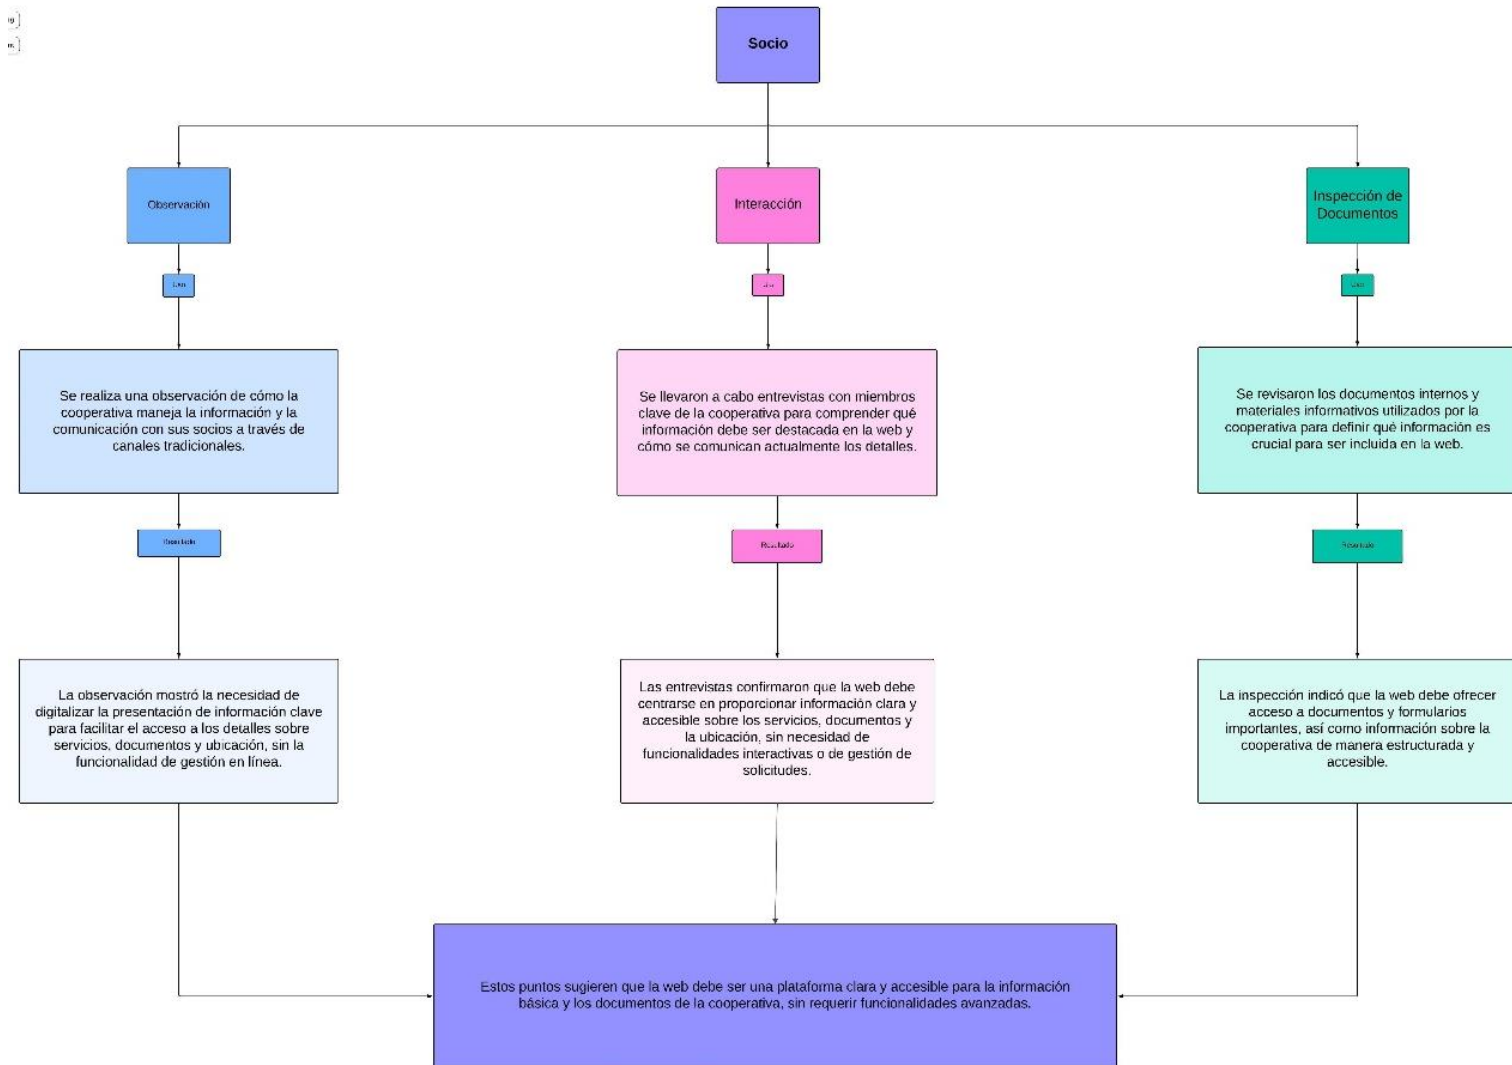 Socio
Observación
Interacción
Inspección de
Documentos
Se realiza una observación de cómo la
cooperativa maneja la información y la
comunicación con sus socios a través de
canales tradicionales.
Se llevaron a cabo entrevistas con miembros
clave de la cooperativa para comprender qué
información debe ser destacada en la web y
cómo se comunican actualmente los detalles.
Se revisaron los documentos internos y
materiales informativos utilizados por la
cooperativa para definir qué información es
crucial para ser incluida en la web.
Resultado
Resultado
Resultado
La observación mostró la necesidad de
digitalizar la presentación de información clave
para facilitar el acceso a los detalles sobre
servicios, documentos y ubicación, sin la
funcionalidad de gestión en línea.
Las entrevistas confirmaron que la web debe
centrarse en proporcionar información clara y
accesible sobre los servicios, documentos y
la ubicación, sin necesidad de
funcionalidades interactivas o de gestión de
solicitudes.
La inspección indicó que la web debe ofrecer
acceso a documentos y formularios
importantes, así como información sobre la
cooperativa de manera estructurada y
accesible.
Estos puntos sugieren que la web debe ser una plataforma clara y accesible para la información
básica y los documentos de la cooperativa, sin requerir funcionalidades avanzadas.